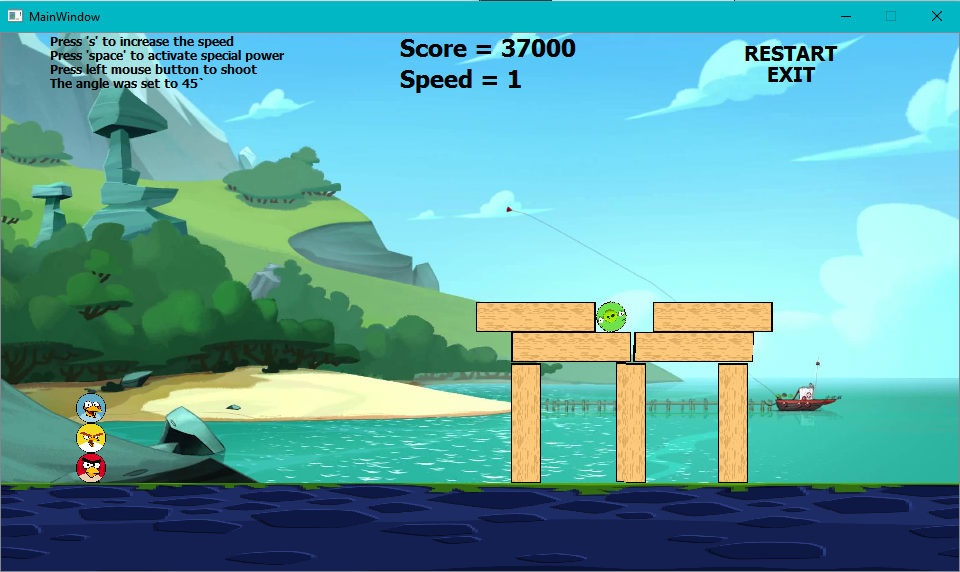 MainWindow
Press 's' to increase the speed
Press 'space' to activate special power
Press left mouse button to shoot
The angle was set to 45`
Score = 37000
Speed = 1
RESTART
EXIT